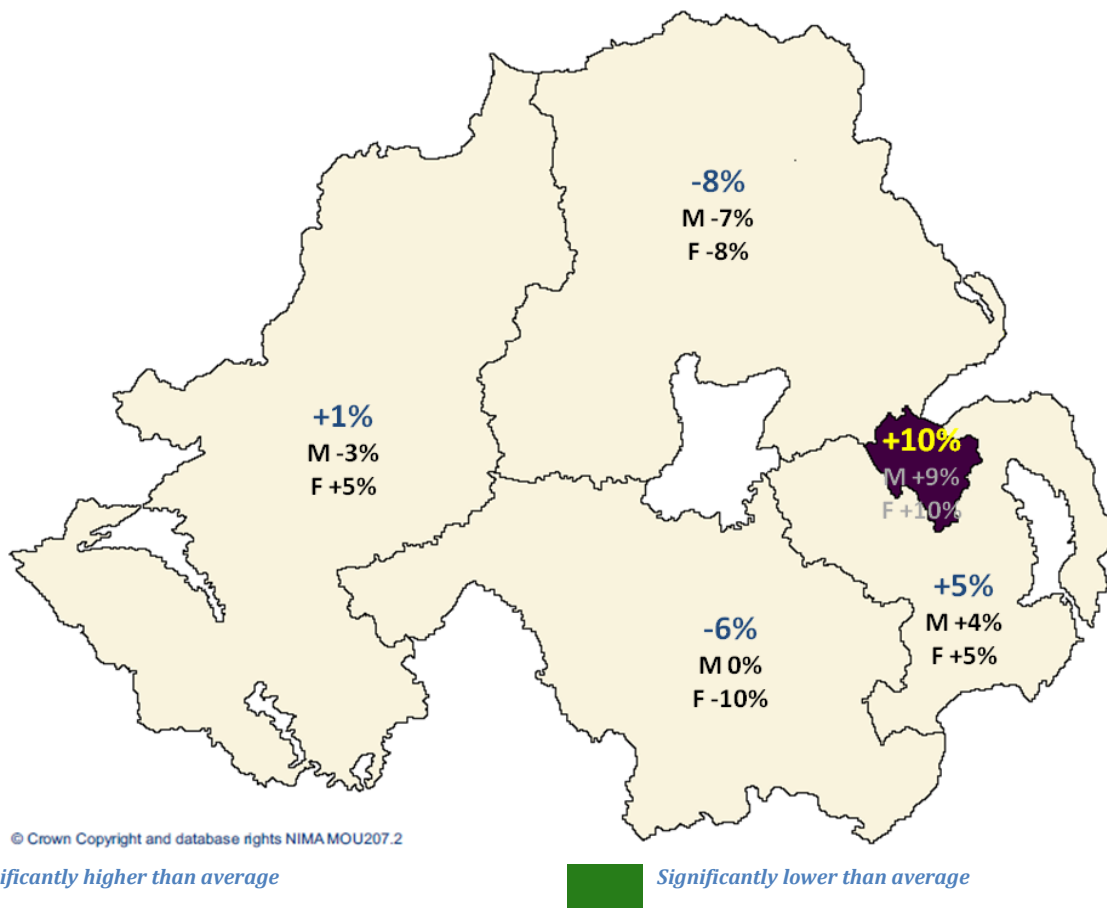 -8%
M -7%
F -8%
+1%
M -3%
F +5%
+10%
M +9%
F +10%
+5%
M +4%
F +5%
-6%
M 0%
F -10%
© Crown Copyright and database rights NIMA MOU207.2
ificantly higher than average
Significantly lower than average